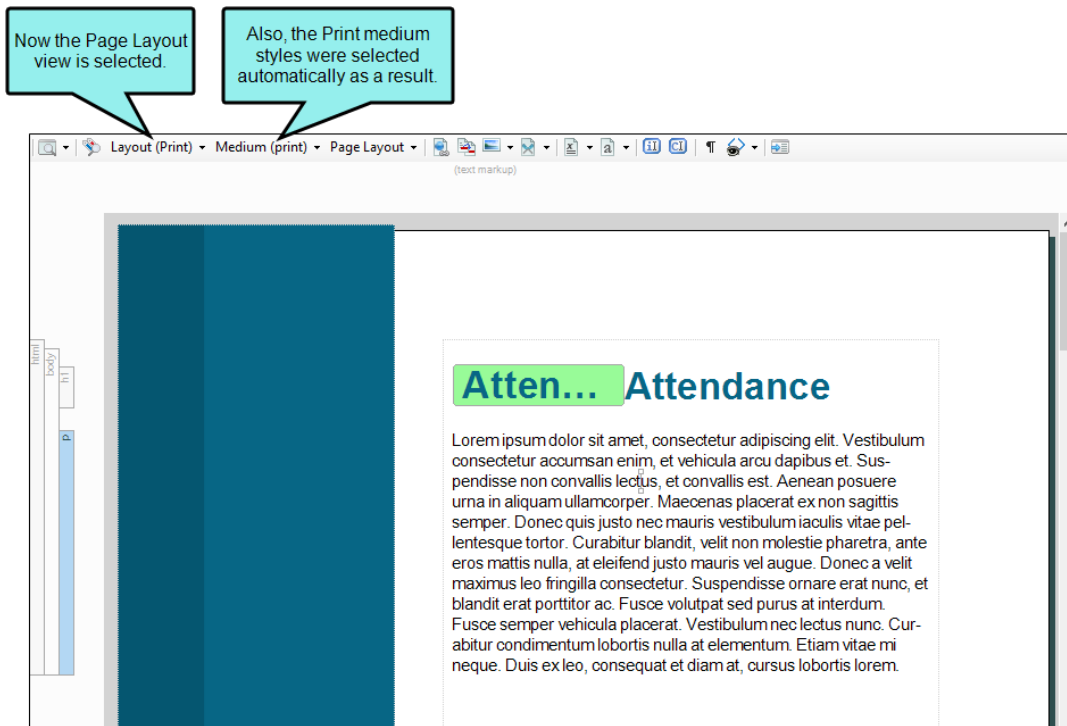 Now the Page Layout
view is selected.
Also, the Print medium
styles were selected
automatically as a result.
Layout (Print) Medium (print) Page Layout
(text markup)
html
body
h1
p
Atten... Attendance
Lorem ipsum dolor sit amet, consectetur adipiscing elit. Vestibulum
consectetur accumsan enim, et vehicula arcu dapibus et. Sus-
pendisse non convallis lectus, et convallis est. Aenean posuere
urna in aliquam ullamcorper. Maecenas placerat ex non sagittis
semper. Donec quis justo nec mauris vestibulum iaculis vitae pel-
lentesque tortor. Curabitur blandit, velit non molestie pharetra, ante
eros mattis nulla, at eleifend justo mauris vel augue. Donec a velit
maximus leo fringilla consectetur. Suspendisse ornare erat nunc, et
blandit erat porttitor ac. Fusce volutpat sed purus at interdum.
Fusce semper vehicula placerat. Vestibulum nec lectus nunc. Cur-
abitur condimentum lobortis nulla at elementum. Etiam vitae mi
neque. Duis ex leo, consequat et diam at, cursus lobortis lorem.